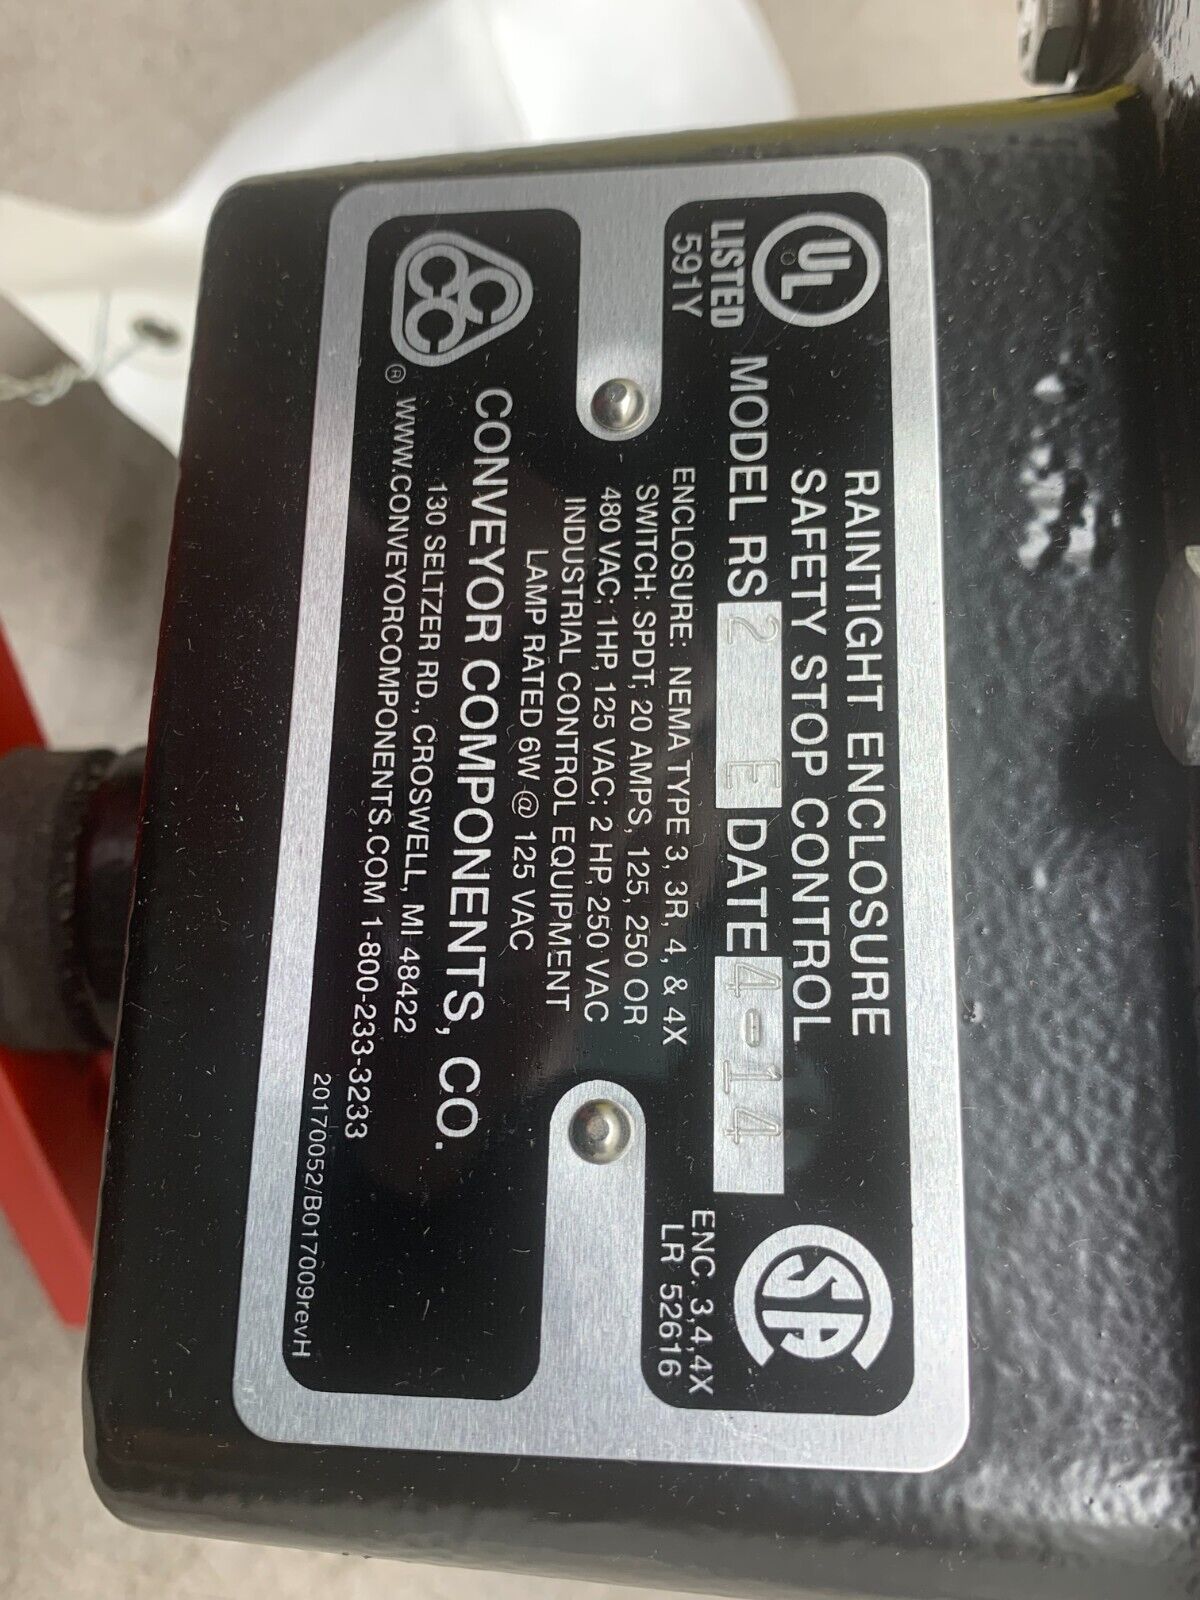 UL
LISTED
591Y
RAINTIGHT ENCLOSURE
SAFETY STOP CONTROL
MODEL RS 2 E DATE 4-14
ENCLOSURE: NEMA TYPE 3, 3R, 4, & 4X
SWITCH: SPDT; 20 AMPS, 125, 250 OR
480 VAC; 1HP, 125 VAC; 2 HP, 250 VAC
INDUSTRIAL CONTROL EQUIPMENT
LAMP RATED 6W @ 125 VAC
SA
ENC. 3,4,4X
LR 52616
CCC
®
CONVEYOR COMPONENTS, CO.
130 SELTZER RD., CROSWELL, MI 48422
WWW.CONVEYORCOMPONENTS.COM 1-800-233-3233
20170052/B017009revH